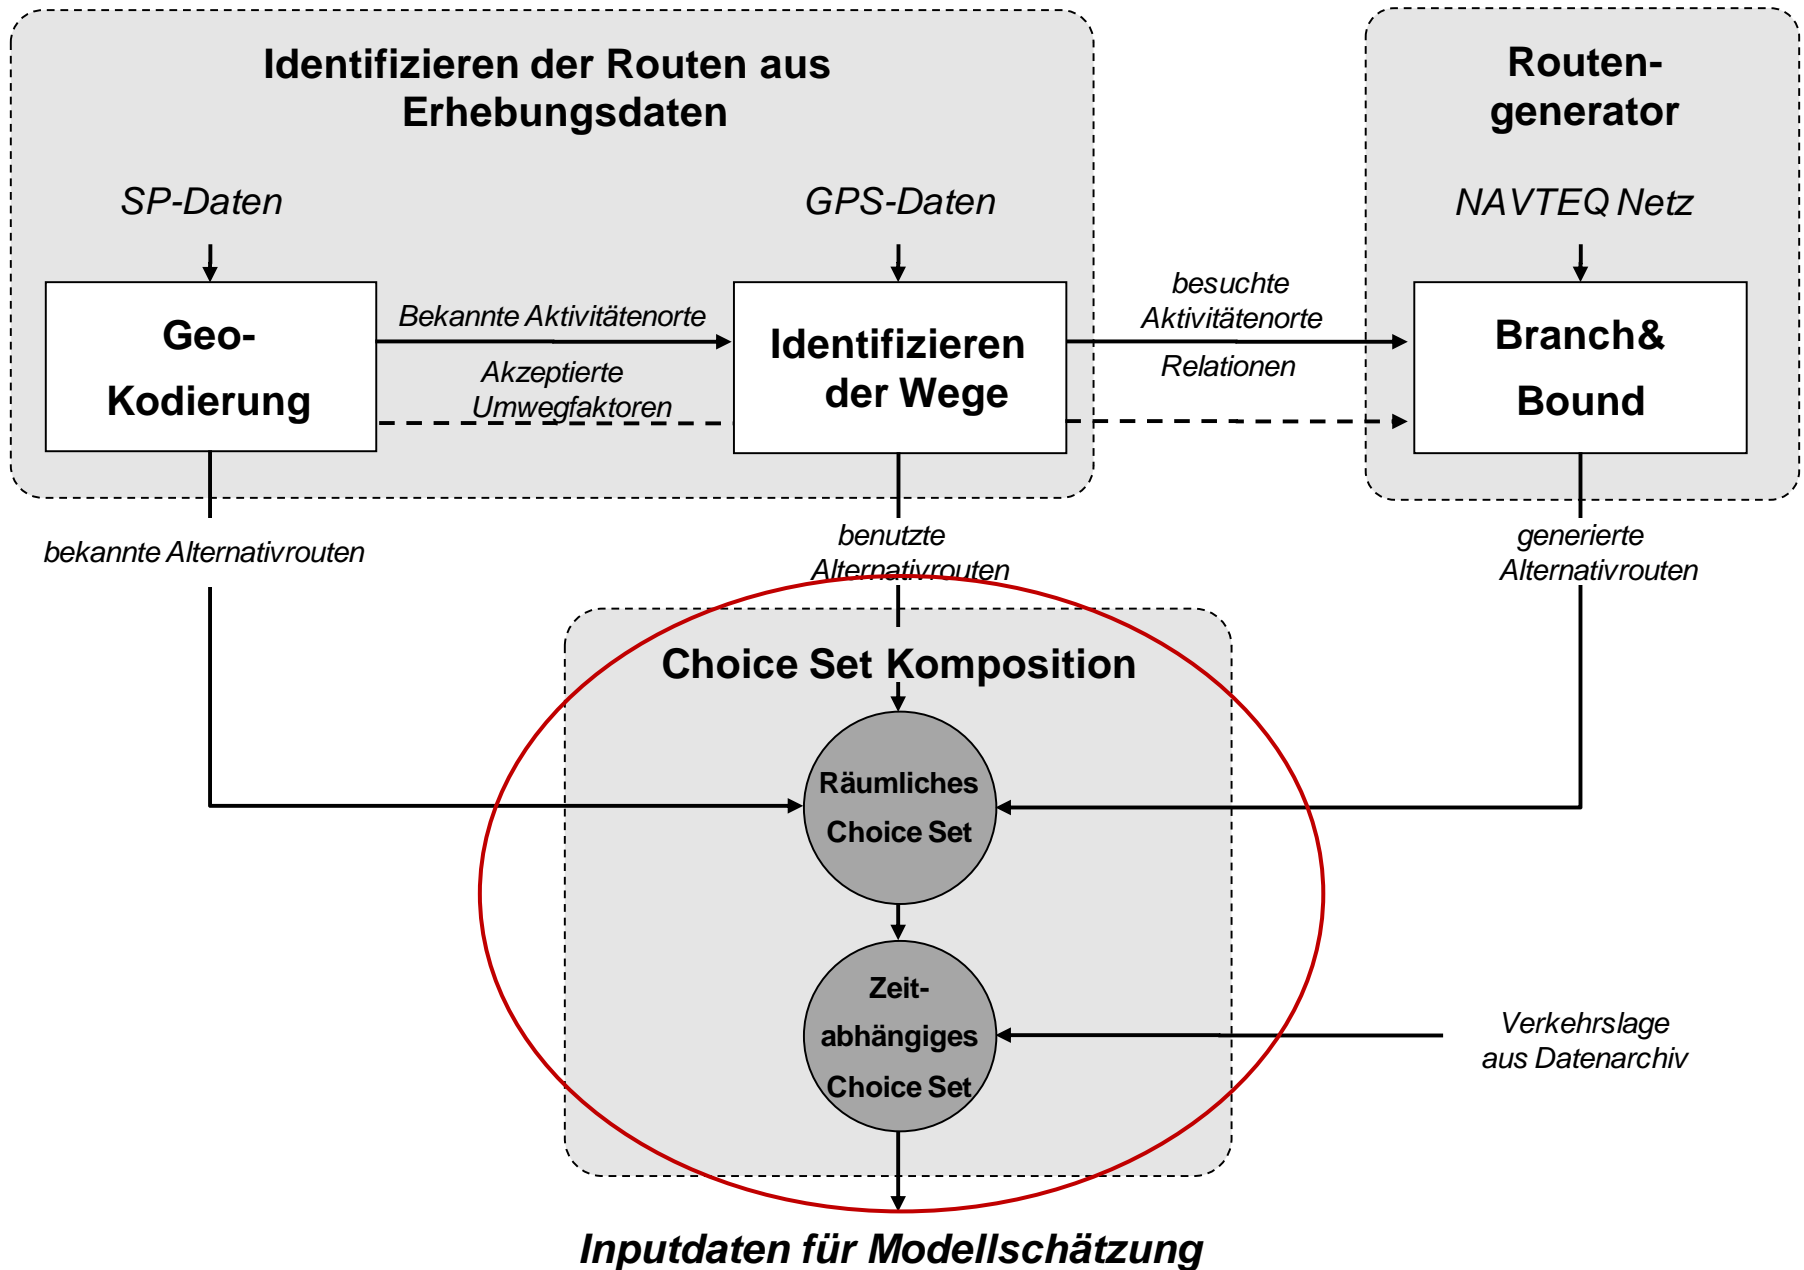 Identifizieren der Routen aus
Erhebungsdaten
Routen-
generator
SP-Daten
GPS-Daten
NAVTEQ Netz
Geo-
Kodierung
Bekannte Aktivitätenorte
Akzeptierte
Umwegfaktoren
Identifizieren
der Wege
besuchte
Aktivitätenorte
Relationen
Branch&
Bound
bekannte Alternativrouten
benutzte
Alternativrouten
generierte
Alternativrouten
Choice Set Komposition
Räumliches
Choice Set
Zeit-
abhängiges
Choice Set
Verkehrslage
aus Datenarchiv
Inputdaten für Modellschätzung